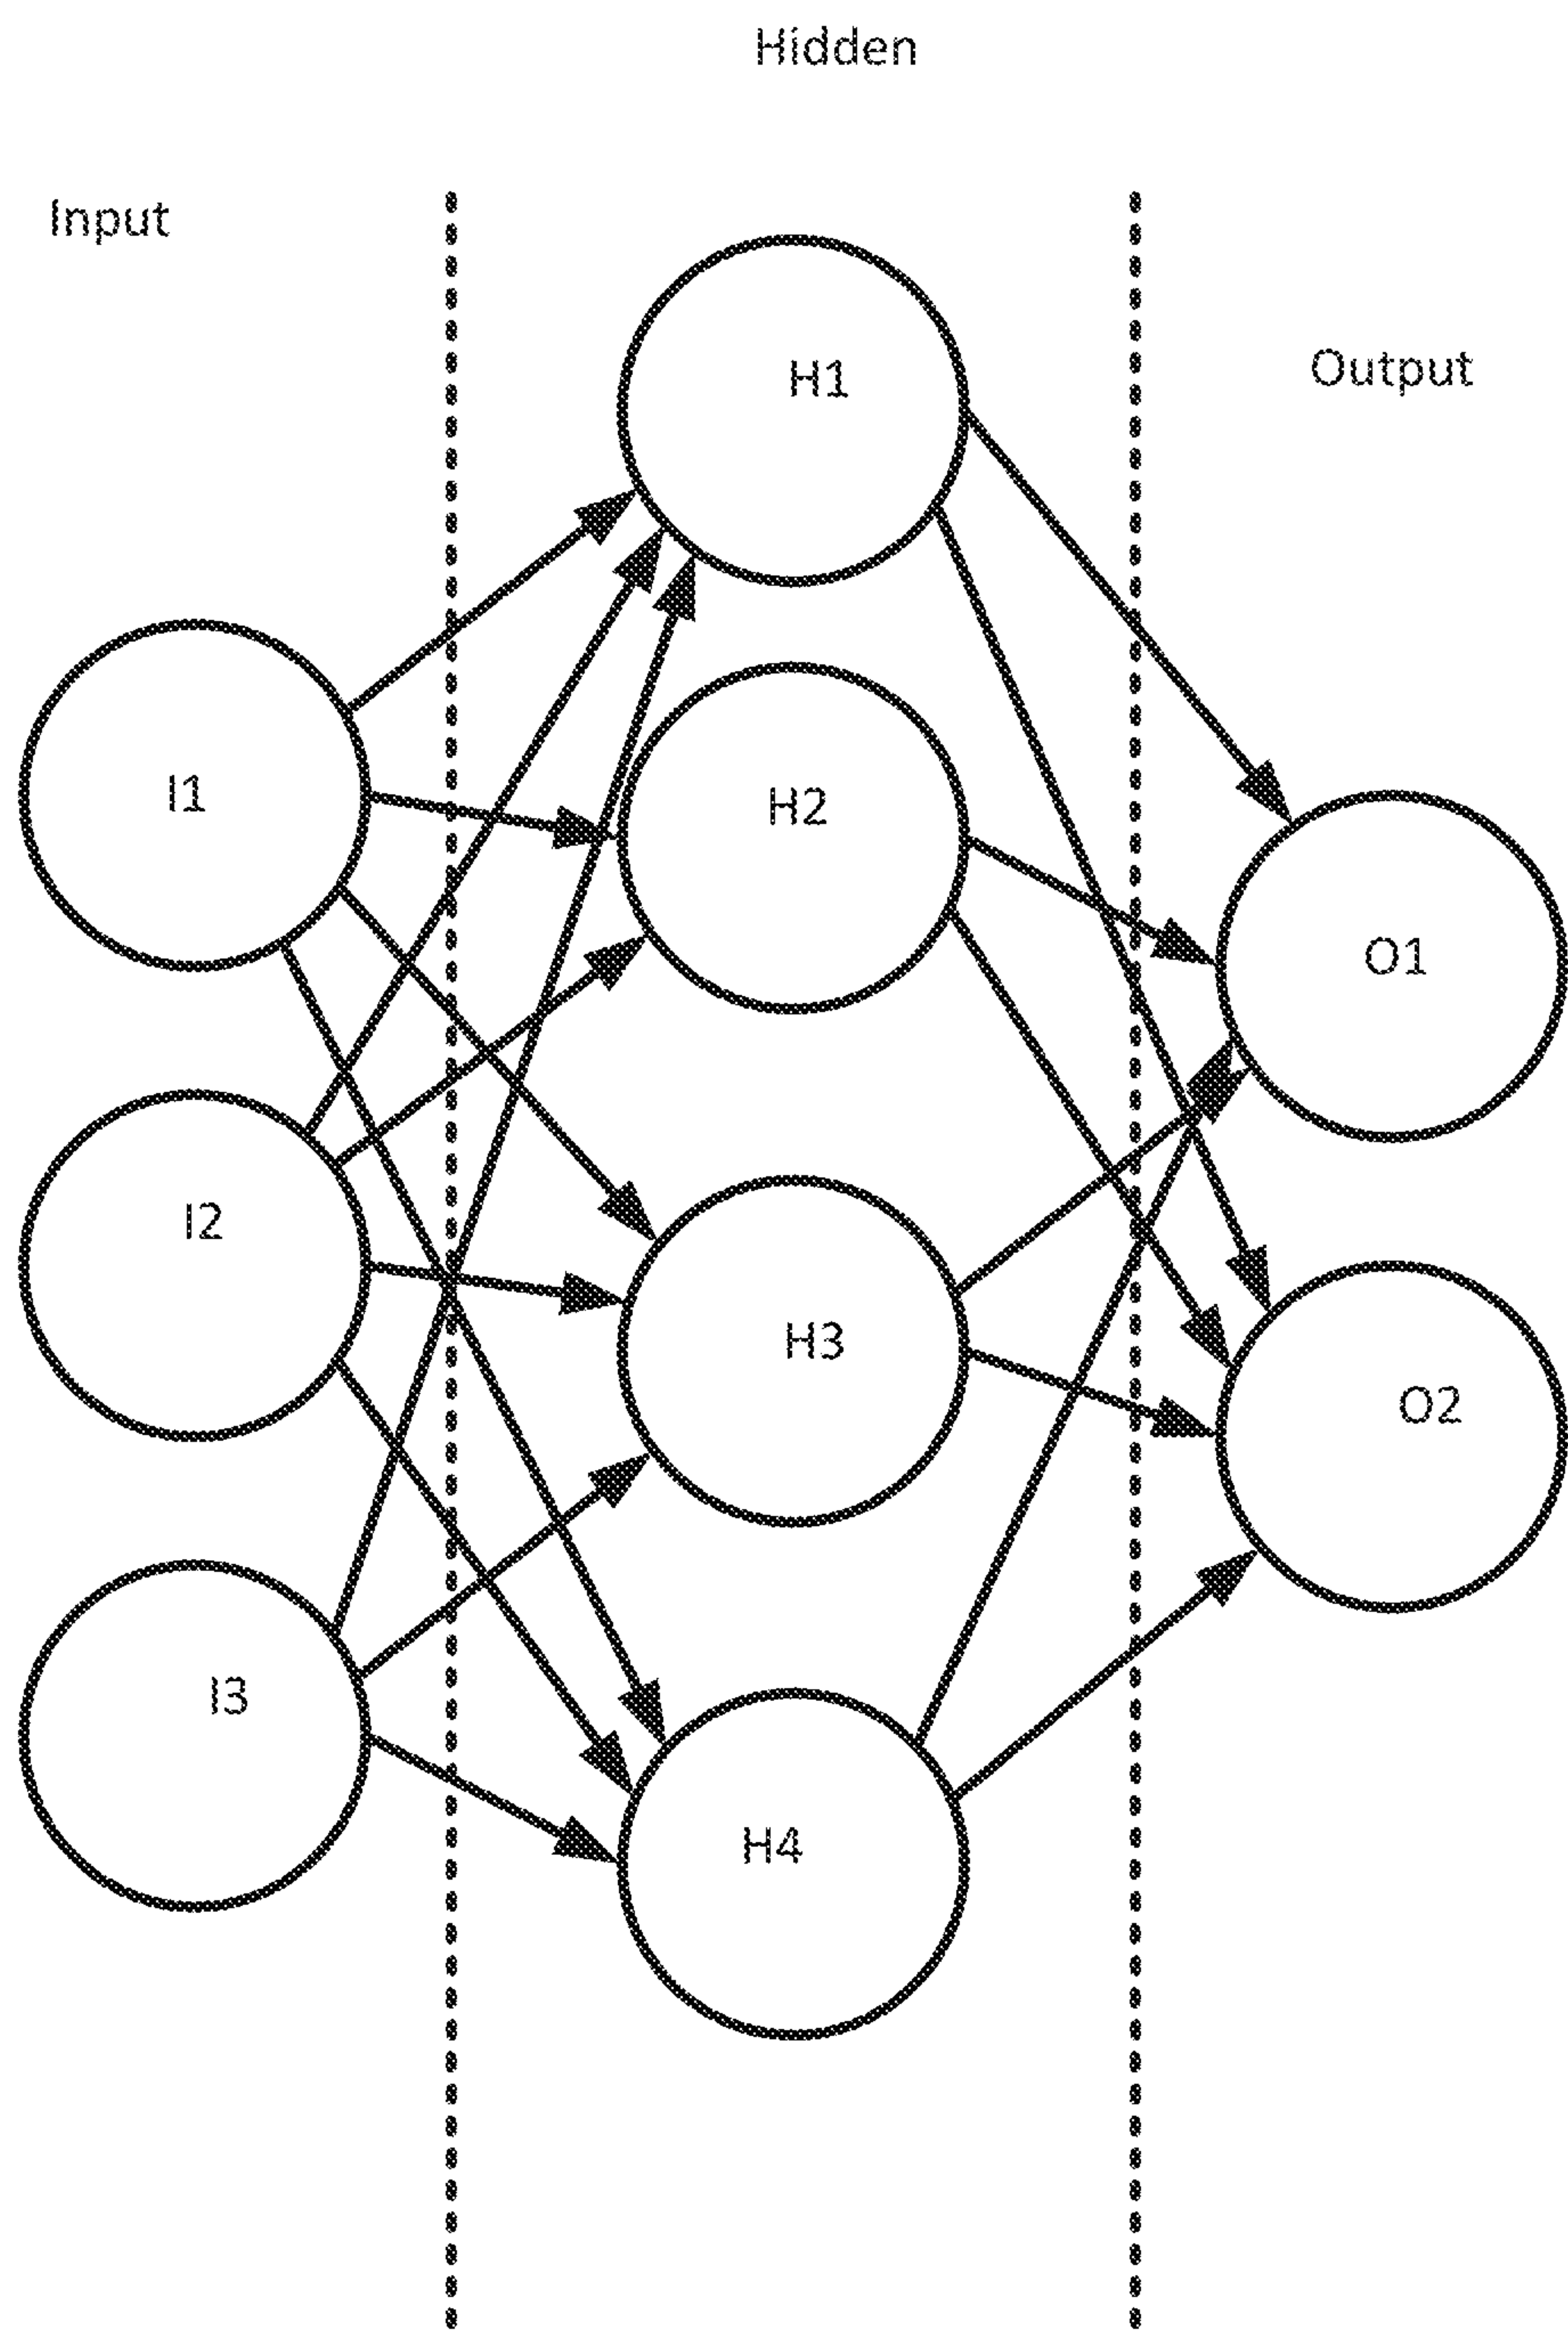 Hidden
Input
Output
H1
H2
H3
H4
I1
I2
I3
O1
O2